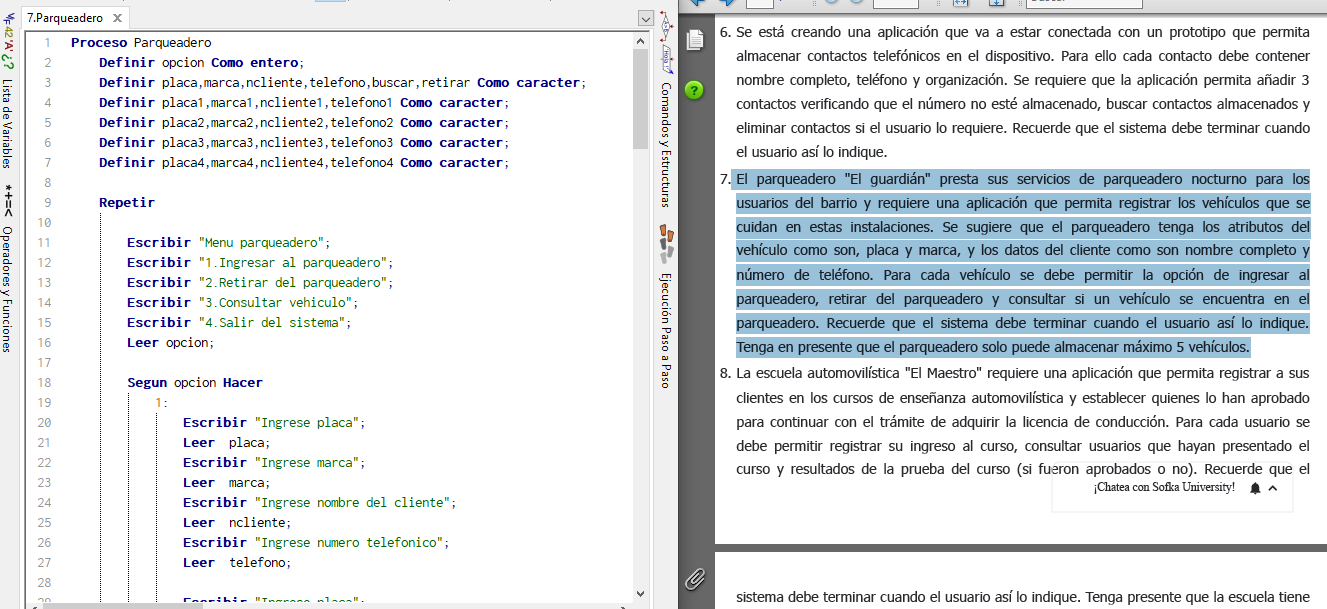 7.Parqueadero
Lista de Variables
Operadores y Funciones
1 Proceso Parqueadero
2 Definir opcion Como entero;
3 Definir placa,marca,ncliente,telefono,buscar,retirar Como caracter;
4 Definir placa1,marca1,ncliente1,telefono1 Como caracter;
5 Definir placa2,marca2,ncliente2,telefono2 Como caracter;
6 Definir placa3,marca3,ncliente3,telefono3 Como caracter;
7 Definir placa4,marca4,ncliente4,telefono4 Como caracter;
8
9 Repetir
10
11 Escribir "Menu parqueadero";
12 Escribir "1.Ingresar al parqueadero";
13 Escribir "2.Retirar del parqueadero";
14 Escribir "3.Consultar vehiculo";
15 Escribir "4.Salir del sistema";
16 Leer opcion;
17
18 Segun opcion Hacer
19 1:
20 Escribir "Ingrese placa";
21 Leer placa;
22 Escribir "Ingrese marca";
23 Leer marca;
24 Escribir "Ingrese nombre del cliente";
25 Leer ncliente;
26 Escribir "Ingrese numero telefonico";
27 Leer telefono;
28
29 Escribir "Ingrese placa";
Comandos y Estructuras
Ejecución Paso a Paso
6. Se está creando una aplicación que va a estar conectada con un prototipo que permita
almacenar contactos telefónicos en el dispositivo. Para ello cada contacto debe contener
nombre completo, teléfono y organización. Se requiere que la aplicación permita añadir 3
contactos verificando que el número no esté almacenado, buscar contactos almacenados y
eliminar contactos si el usuario lo requiere. Recuerde que el sistema debe terminar cuando
el usuario así lo indique.
7. El parqueadero "El guardián" presta sus servicios de parqueadero nocturno para los
usuarios del barrio y requiere una aplicación que permita registrar los vehículos que se
cuidan en estas instalaciones. Se sugiere que el parqueadero tenga los atributos del
vehículo como son, placa y marca, y los datos del cliente como son nombre completo y
número de teléfono. Para cada vehículo se debe permitir la opción de ingresar al
parqueadero, retirar del parqueadero y consultar si un vehículo se encuentra en el
parqueadero. Recuerde que el sistema debe terminar cuando el usuario así lo indique.
Tenga en presente que el parqueadero solo puede almacenar máximo 5 vehículos.
8. La escuela automovilística "El Maestro" requiere una aplicación que permita registrar a sus
clientes en los cursos de enseñanza automovilística y establecer quienes lo han aprobado
para continuar con el trámite de adquirir la licencia de conducción. Para cada usuario se
debe permitir registrar su ingreso al curso, consultar usuarios que hayan presentado el
curso y resultados de la prueba del curso (si fueron aprobados o no). Recuerde que el
¡Chatea con Sofka University!
sistema debe terminar cuando el usuario así lo indique. Tenga presente que la escuela tiene